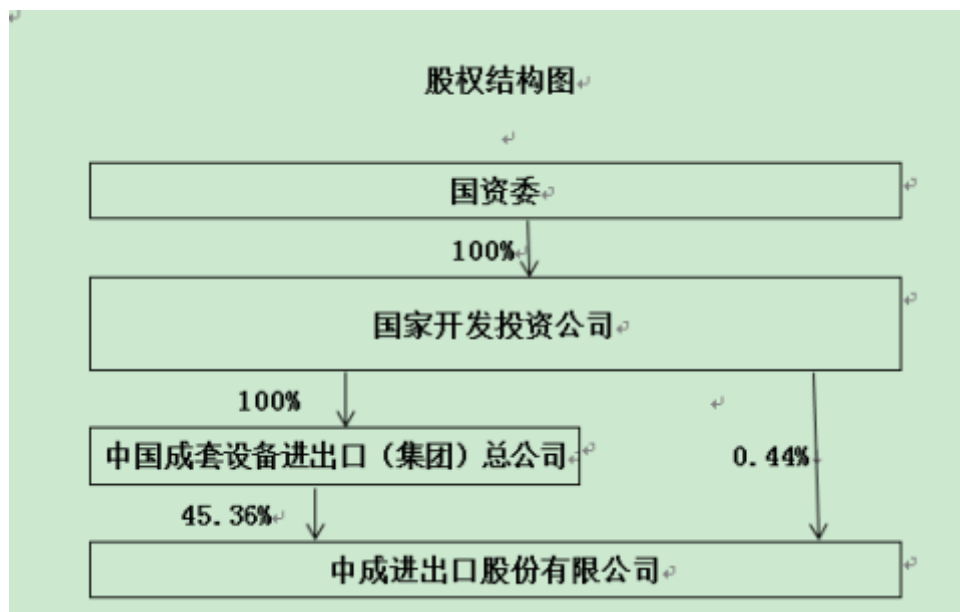 股权结构图
国资委
100%
国家开发投资公司
100%
中国成套设备进出口（集团）总公司
0.44%
45.36%
中成进出口股份有限公司